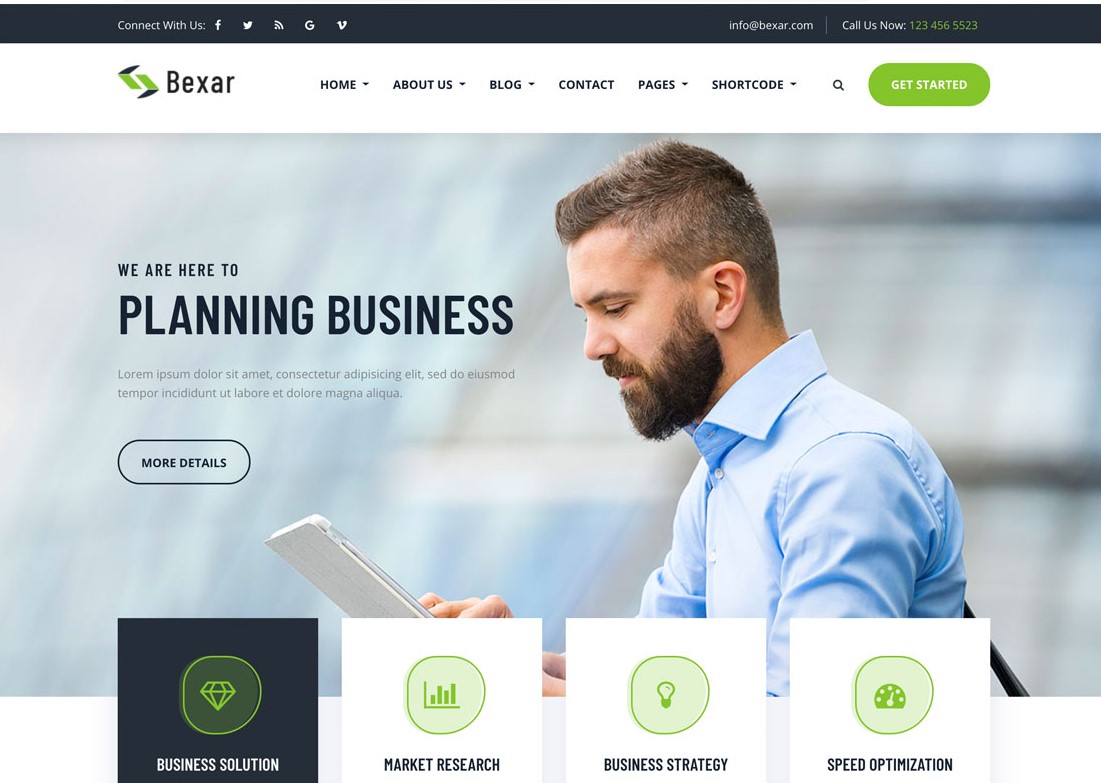 Connect With Us:
info@bexar.com
Call Us Now: 123 456 5523
Bexar
HOME
ABOUT US
BLOG
CONTACT
PAGES
SHORTCODE
GET STARTED
WE ARE HERE TO
PLANNING BUSINESS
Lorem ipsum dolor sit amet, consectetur adipisicing elit, sed do eiusmod
tempor incididunt ut labore et dolore magna aliqua.
MORE DETAILS
BUSINESS SOLUTION
MARKET RESEARCH
BUSINESS STRATEGY
SPEED OPTIMIZATION